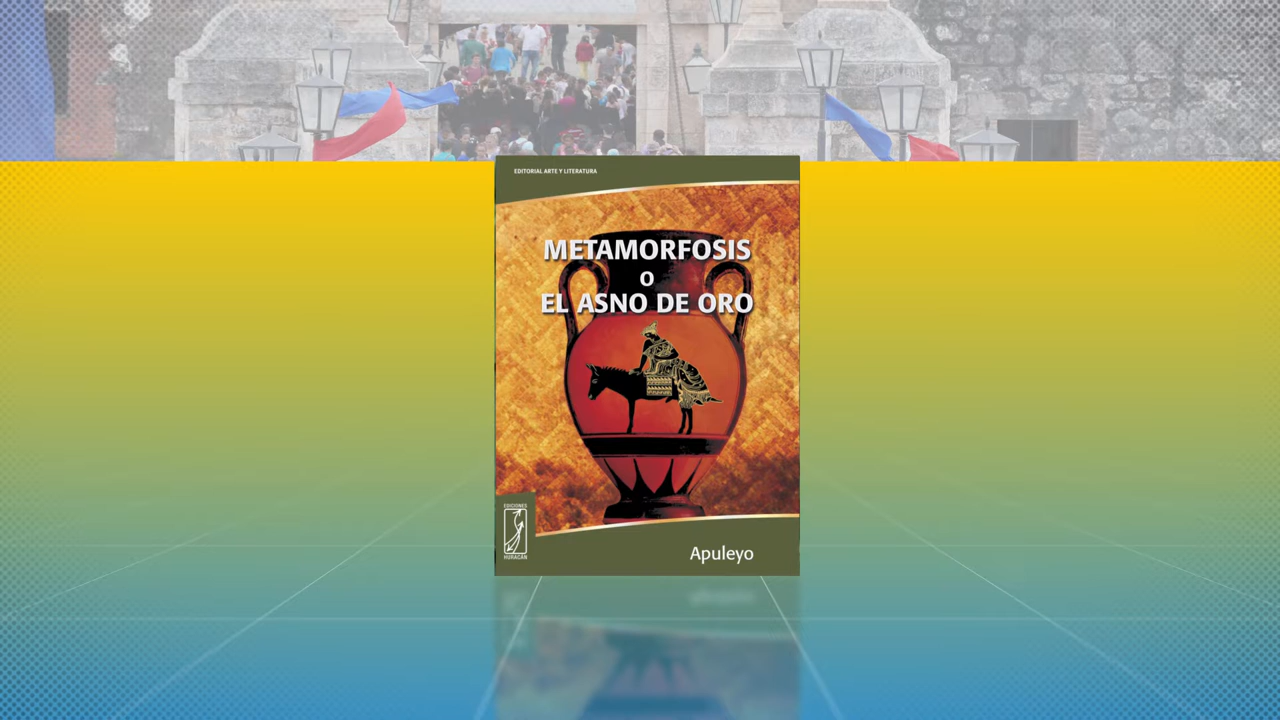 EDITORIAL ARTE Y LITERATURA
METAMORFOSIS
O
EL ASNO DE ORO
EDICIONES
HURACÁN
Apuleyo